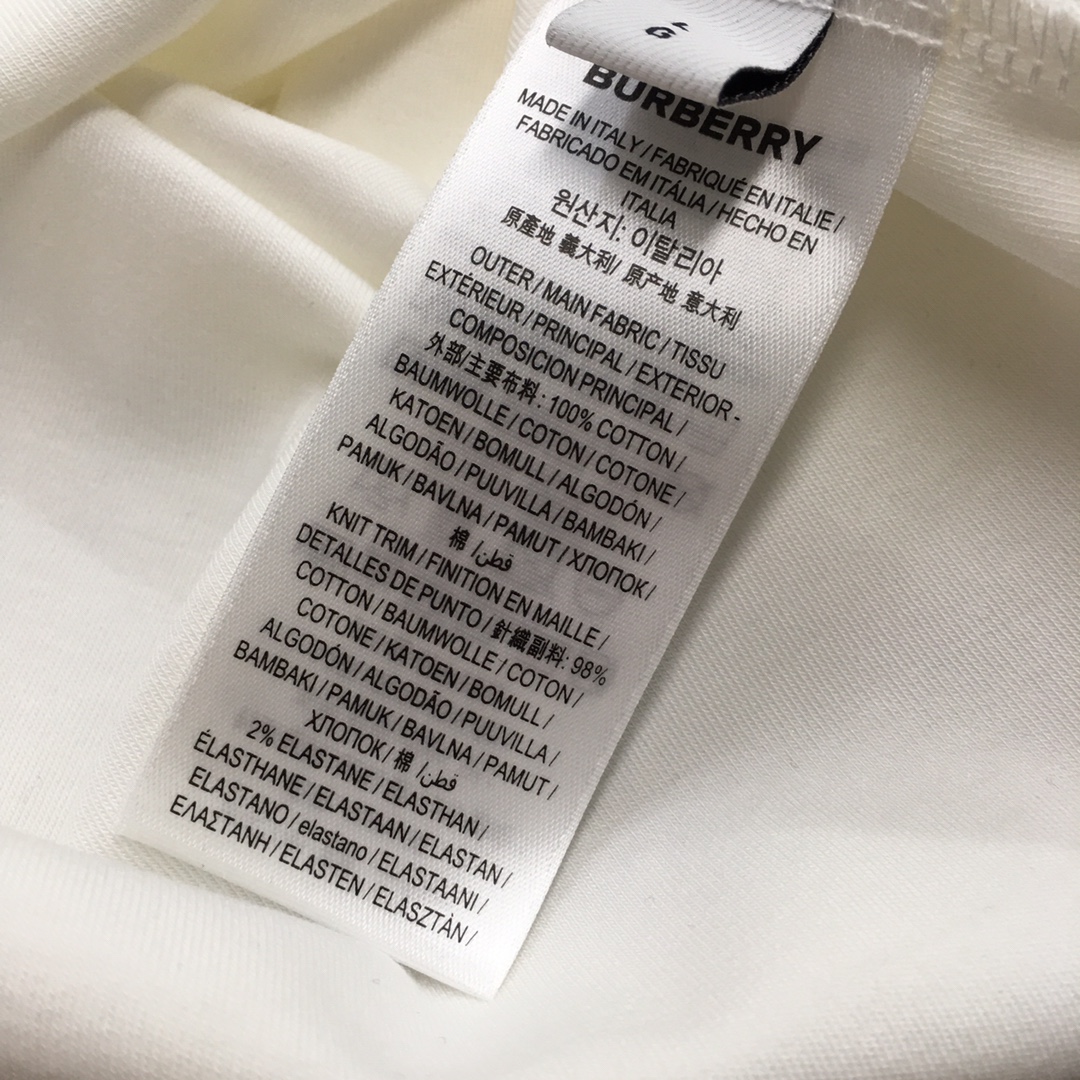 BURBERRY
MADE IN ITALY / FABRIQUÉ EN ITALIE /
FABRICADO EM ITÁLIA / HECHO EN
ITALIA
원산지: 이탈리아
原產地 義大利/ 原产地 意大利
OUTER / MAIN FABRIC / TISSU
EXTÉRIEUR / PRINCIPAL / EXTERIOR -
COMPOSICION PRINCIPAL /
外部/主要布料: 100% COTTON /
BAUMWOLLE / COTON / COTONE /
KATOEN / BOMULL / ALGODÓN /
ALGODÃO / PUUVILLA / BAMBAKI /
PAMUK / BAVLNA / PAMUT / ХЛОПОК /
棉 /قطن
KNIT TRIM / FINITION EN MAILLE /
DETALLES DE PUNTO / 針織副料: 98%
COTTON / BAUMWOLLE / COTON /
COTONE / KATOEN / BOMULL /
ALGODÓN / ALGODÃO / PUUVILLA /
BAMBAKI / PAMUK / BAVLNA / PAMUT /
ХЛОПОК / 棉 /قطن
2% ELASTANE / ELASTHAN /
ÉLASTHANE / ELASTAAN / ELASTAN /
ELASTANO / elastano / ELASTAANI /
ΕΛΑΣΤΑΝΗ / ELASTEN / ELASZTÁN /